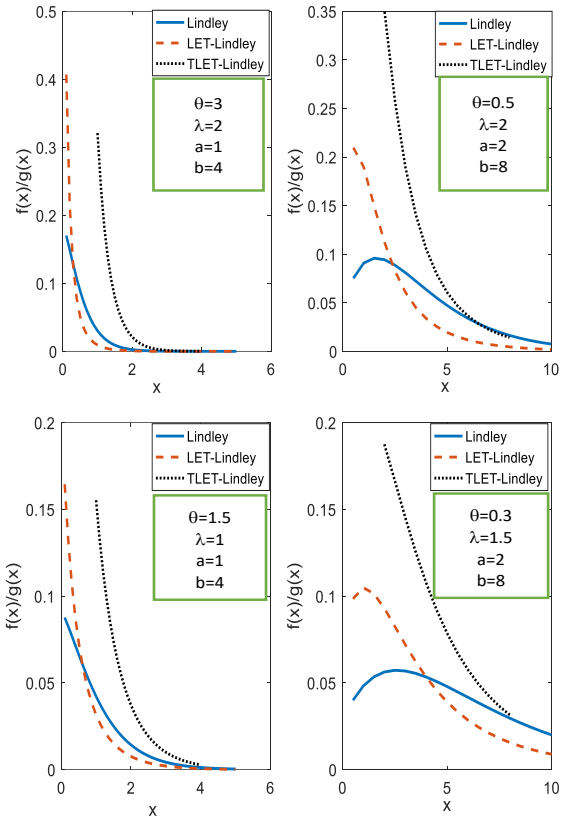 0.5
0.4
0.3
0.2
0.1
0
f(x)/g(x)
0
2
4
6
x
Lindley
LET-Lindley
TLET-Lindley
θ=3
λ=2
a=1
b=4
0.35
0.3
0.25
0.2
0.15
0.1
0.05
0
f(x)/g(x)
0
5
10
x
Lindley
LET-Lindley
TLET-Lindley
θ=0.5
λ=2
a=2
b=8
0.2
0.15
0.1
0.05
0
f(x)/g(x)
0
2
4
6
x
Lindley
LET-Lindley
TLET-Lindley
θ=1.5
λ=1
a=1
b=4
0.2
0.15
0.1
0.05
0
f(x)/g(x)
0
5
10
x
Lindley
LET-Lindley
TLET-Lindley
θ=0.3
λ=1.5
a=2
b=8